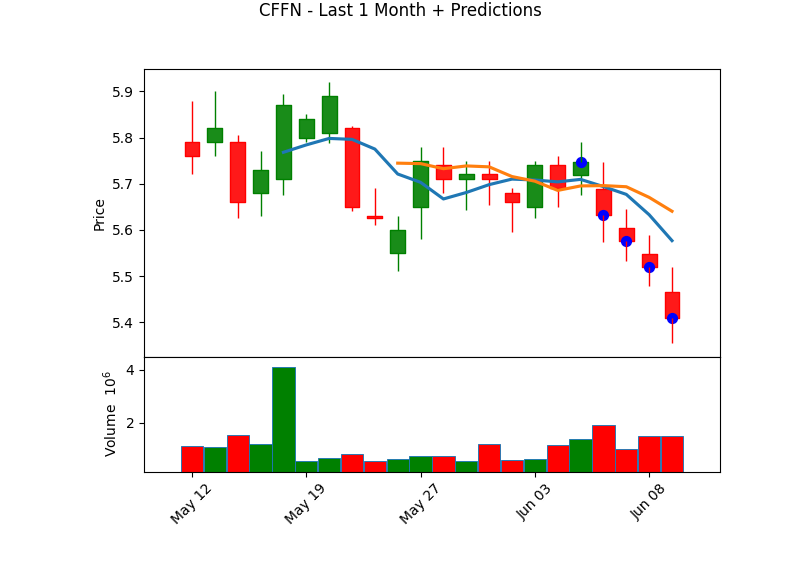 CFFN - Last 1 Month + Predictions
5.9
5.8
5.7
5.6
5.5
5.4
Price
4
2
Volume 10^6
May 12
May 19
May 27
Jun 03
Jun 08